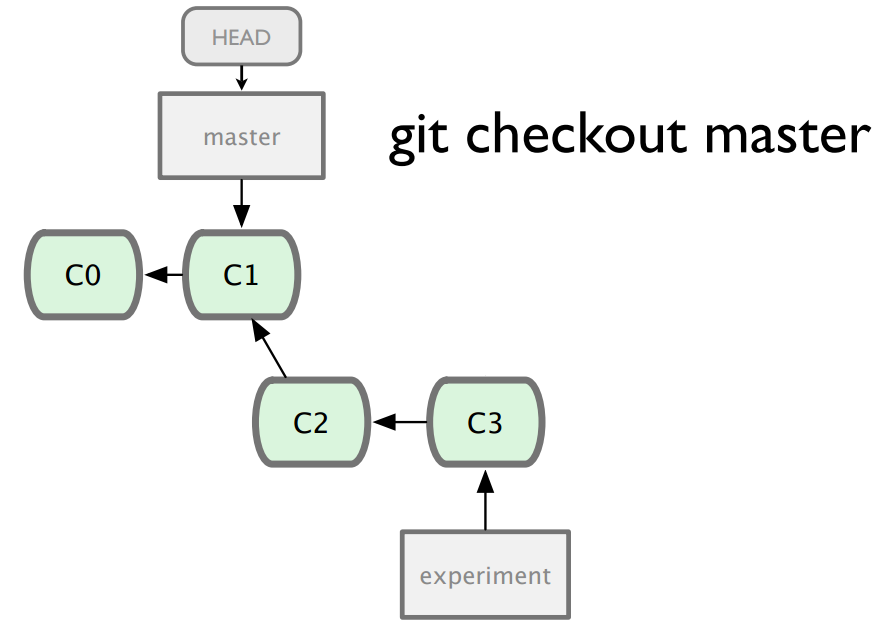 HEAD
master
git checkout master
C0
C1
C2
C3
experiment